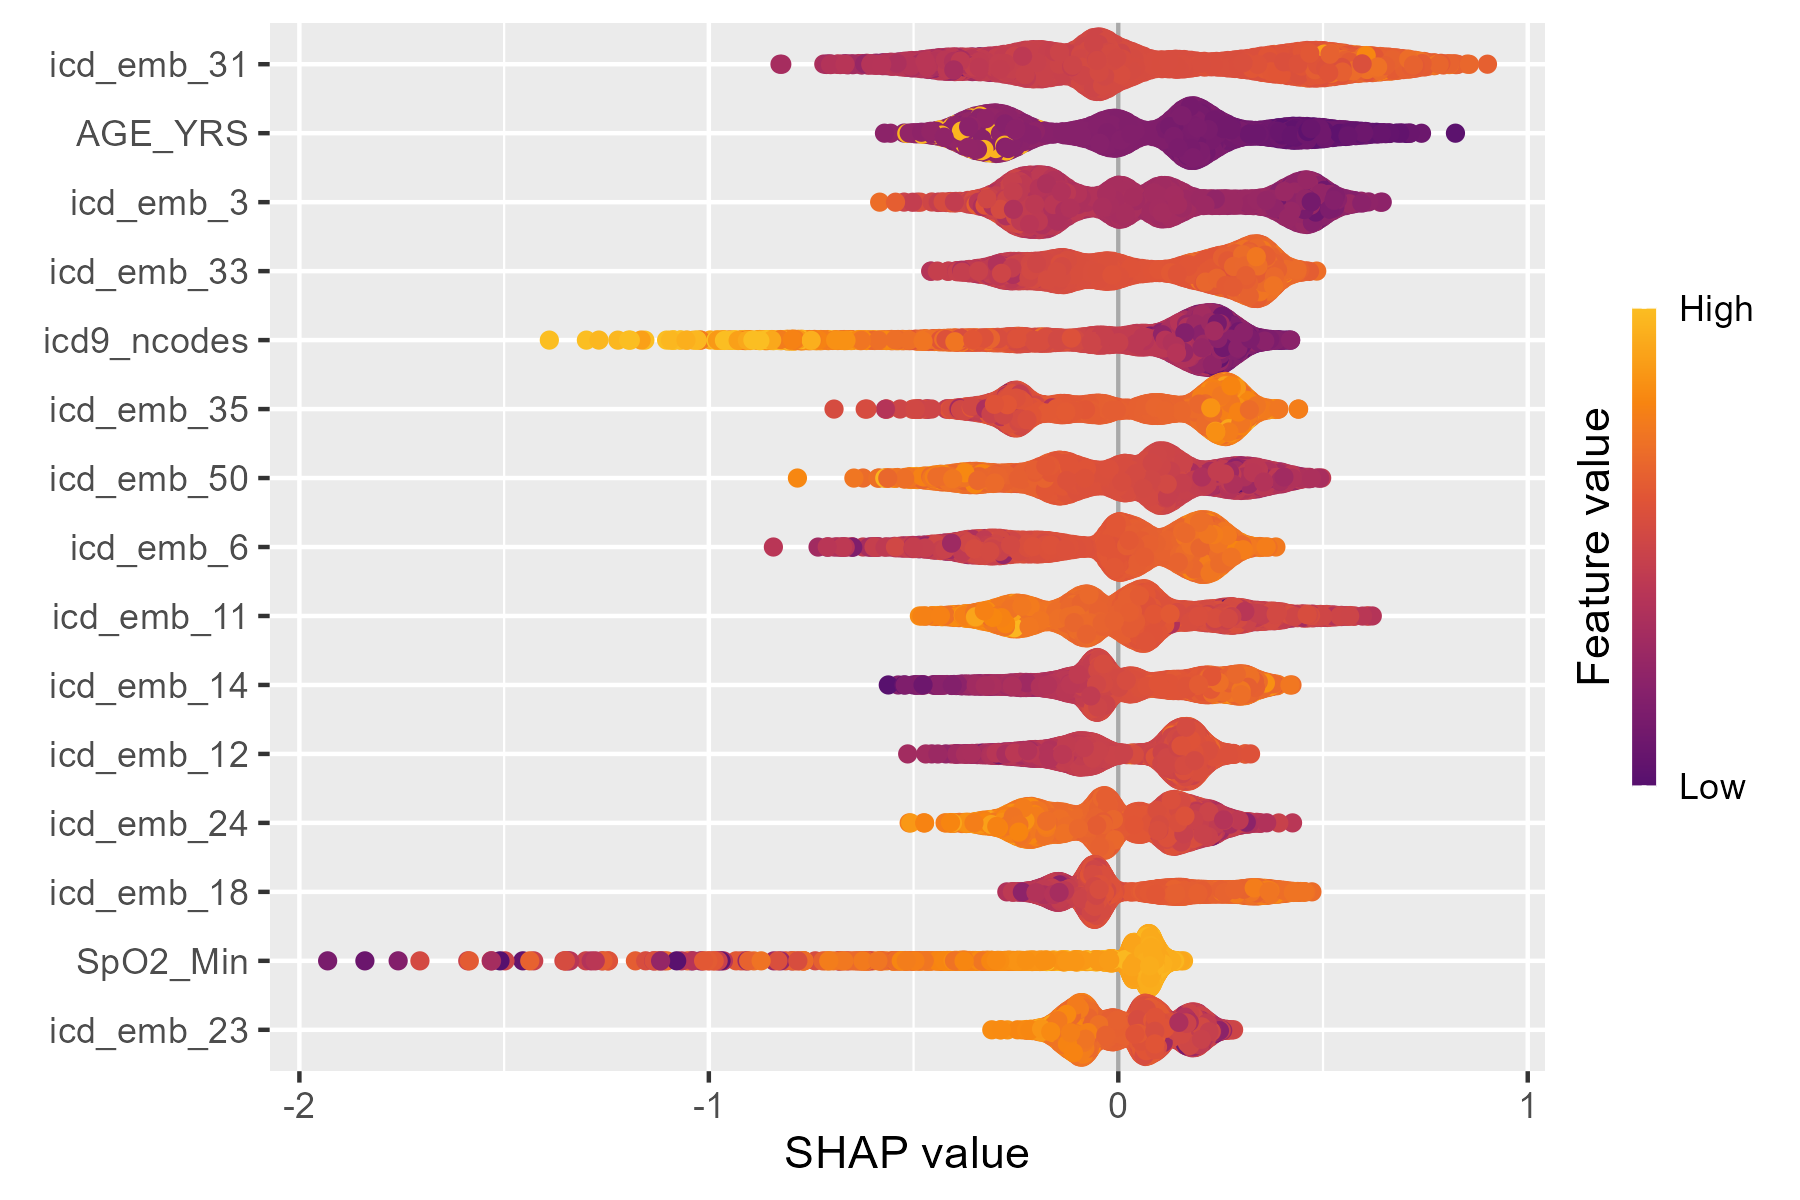 icd_emb_31
AGE_YRS
icd_emb_3
icd_emb_33
icd9_ncodes
icd_emb_35
icd_emb_50
icd_emb_6
icd_emb_11
icd_emb_14
icd_emb_12
icd_emb_24
icd_emb_18
SpO2_Min
icd_emb_23
-2 -1 0 1
SHAP value
High
Feature value
Low